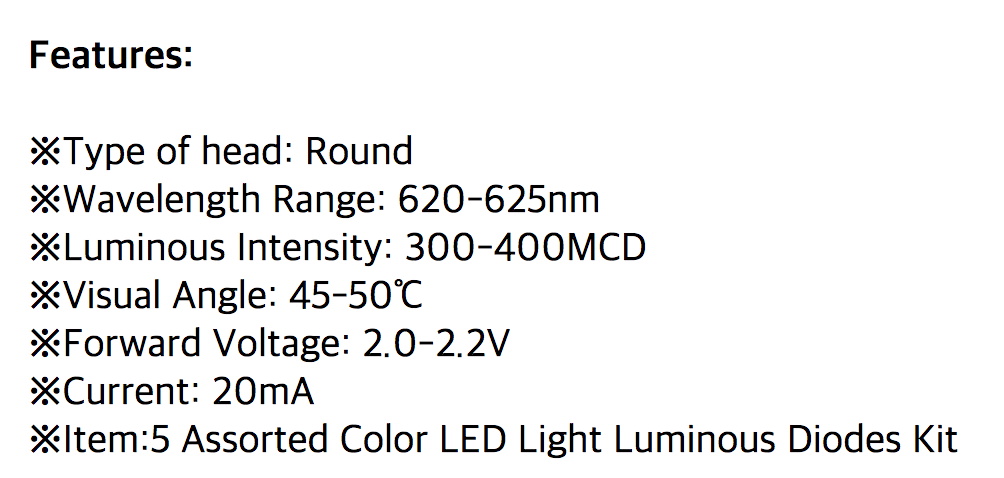 Features:
※Type of head: Round
※Wavelength Range: 620-625nm
※Luminous Intensity: 300-400MCD
※Visual Angle: 45-50℃
※Forward Voltage: 2.0-2.2V
※Current: 20mA
※Item:5 Assorted Color LED Light Luminous Diodes Kit